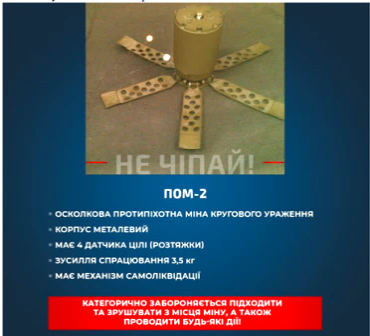 НЕ ЧІПАЙ!
ПОМ-2
• ОСКОЛКОВА ПРОТИПІХОТНА МІНА КРУГОВОГО УРАЖЕННЯ
• КОРПУС МЕТАЛЕВИЙ
• МАЄ 4 ДАТЧИКА ЦІЛІ (РОЗТЯЖКИ)
• ЗУСИЛЛЯ СПРАЦЮВАННЯ 3,5 кг
• МАЄ МЕХАНІЗМ САМОЛІКВІДАЦІЇ
КАТЕГОРИЧНО ЗАБОРОНЯЄТЬСЯ ПІДХОДИТИ
ТА ЗРУШУВАТИ З МІСЦЯ МІНУ, А ТАКОЖ
ПРОВОДИТИ БУДЬ-ЯКІ ДІЇ!